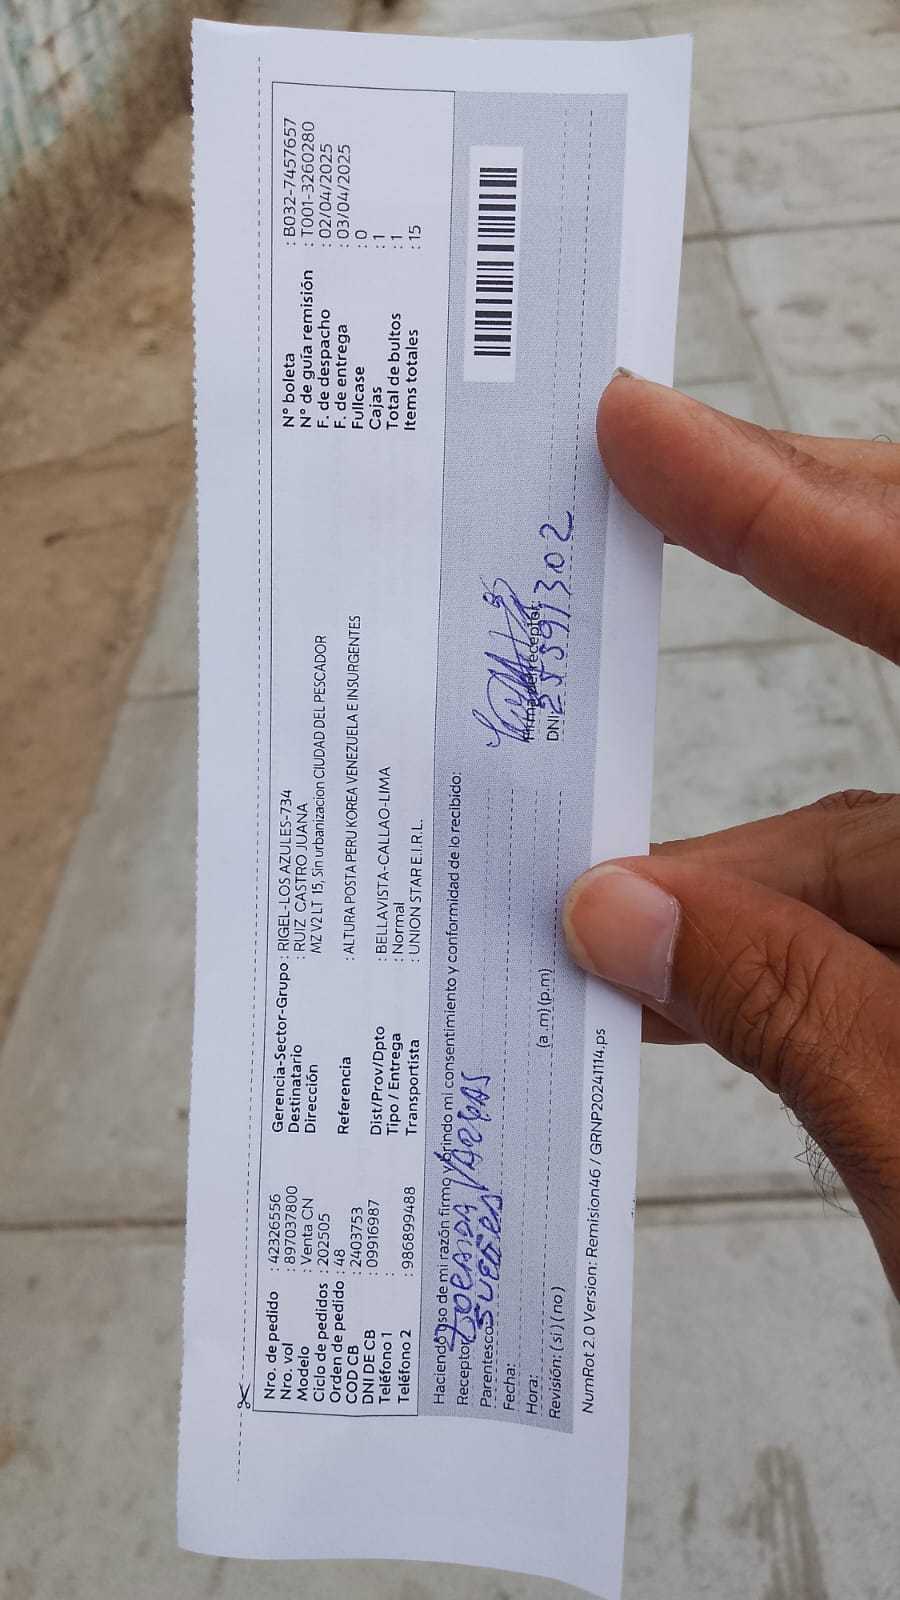 Nro. de pedido : 42326556
Nro. vol : 897037800
Modelo : Venta CN
Ciclo de pedidos : 202505
Orden de pedido : 48
COD CB : 2403753
DNI DE CB : 09916987
Teléfono 1 :
Teléfono 2 : 986899488
Gerencia-Sector-Grupo : RIGEL-LOS AZULES-734
Destinatario : RUIZ CASTRO JUANA
Dirección MZ V2 LT 15, Sin urbanizacion CIUDAD DEL PESCADOR
Referencia : ALTURA POSTA PERU KOREA VENEZUELA E INSURGENTES
Dist/Prov/Dpto : BELLAVISTA-CALLAO-LIMA
Tipo / Entrega : Normal
Transportista : UNION STAR E.I.R.L.
N° boleta : B032-7457657
N° de guía remisión : T001-3260280
F. de despacho : 02/04/2025
F. de entrega : 03/04/2025
Fullcase : 0
Cajas : 1
Total de bultos : 1
Items totales : 15
Haciendo uso de mi razón firmo y brindo mi consentimiento y conformidad de lo recibido:
Receptor VARGAS
Parentesco
Fecha:
Hora: (a.m)(p.m)
Revisión: (si)(no)
Firma del receptor:
DNI
NumRot 2.0 Version: Remision46 / GRNP20241114.ps